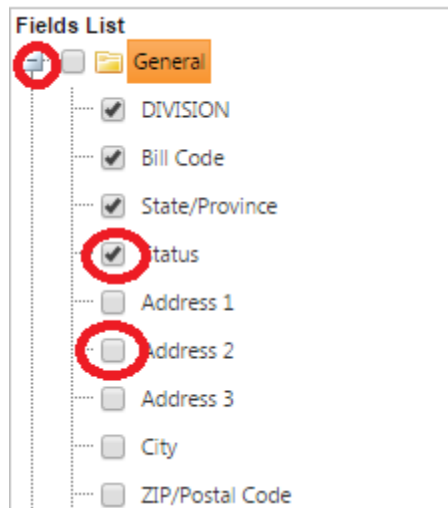 Fields List
General
DIVISION
Bill Code
State/Province
Status
Address 1
Address 2
Address 3
City
ZIP/Postal Code